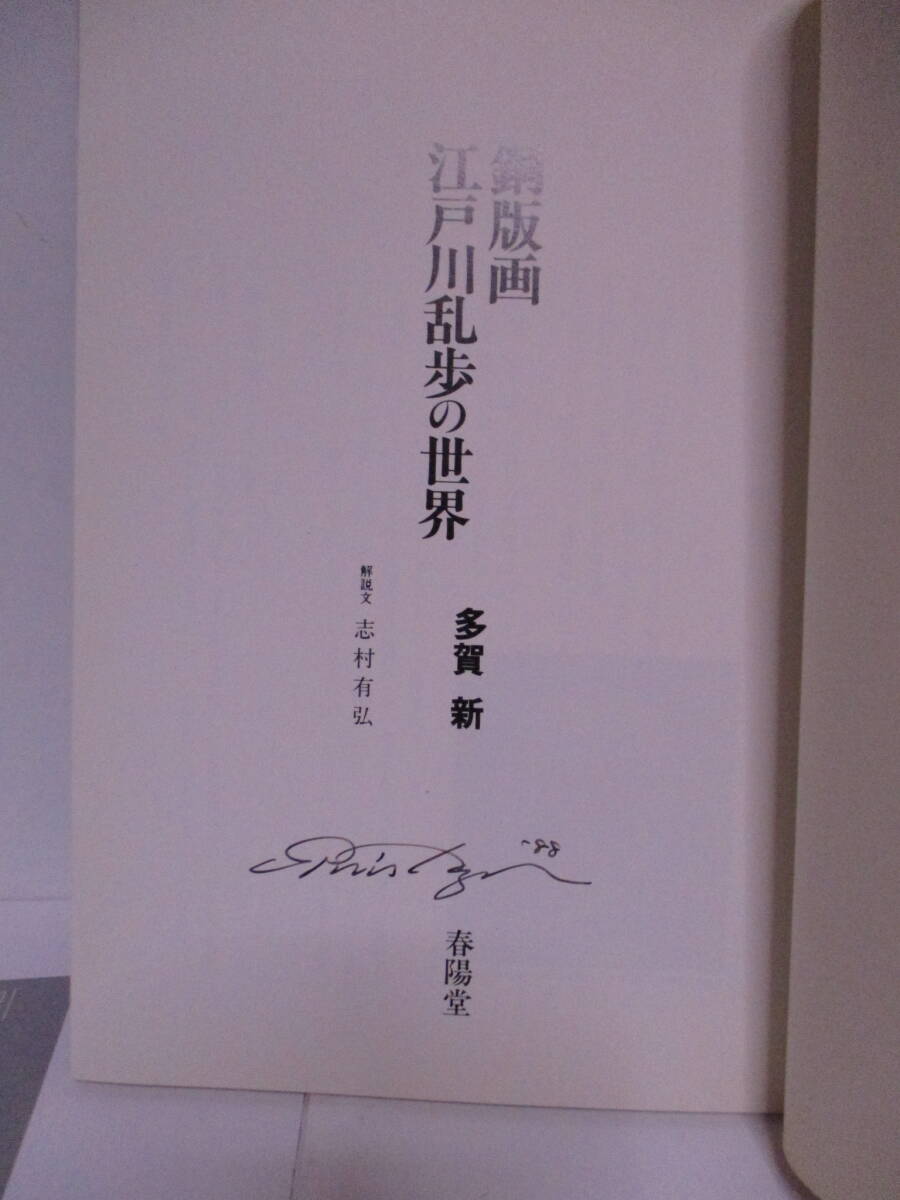 銅版画
江戸川乱歩の世界
多賀 新
解説文 志村有弘
'88
春陽堂